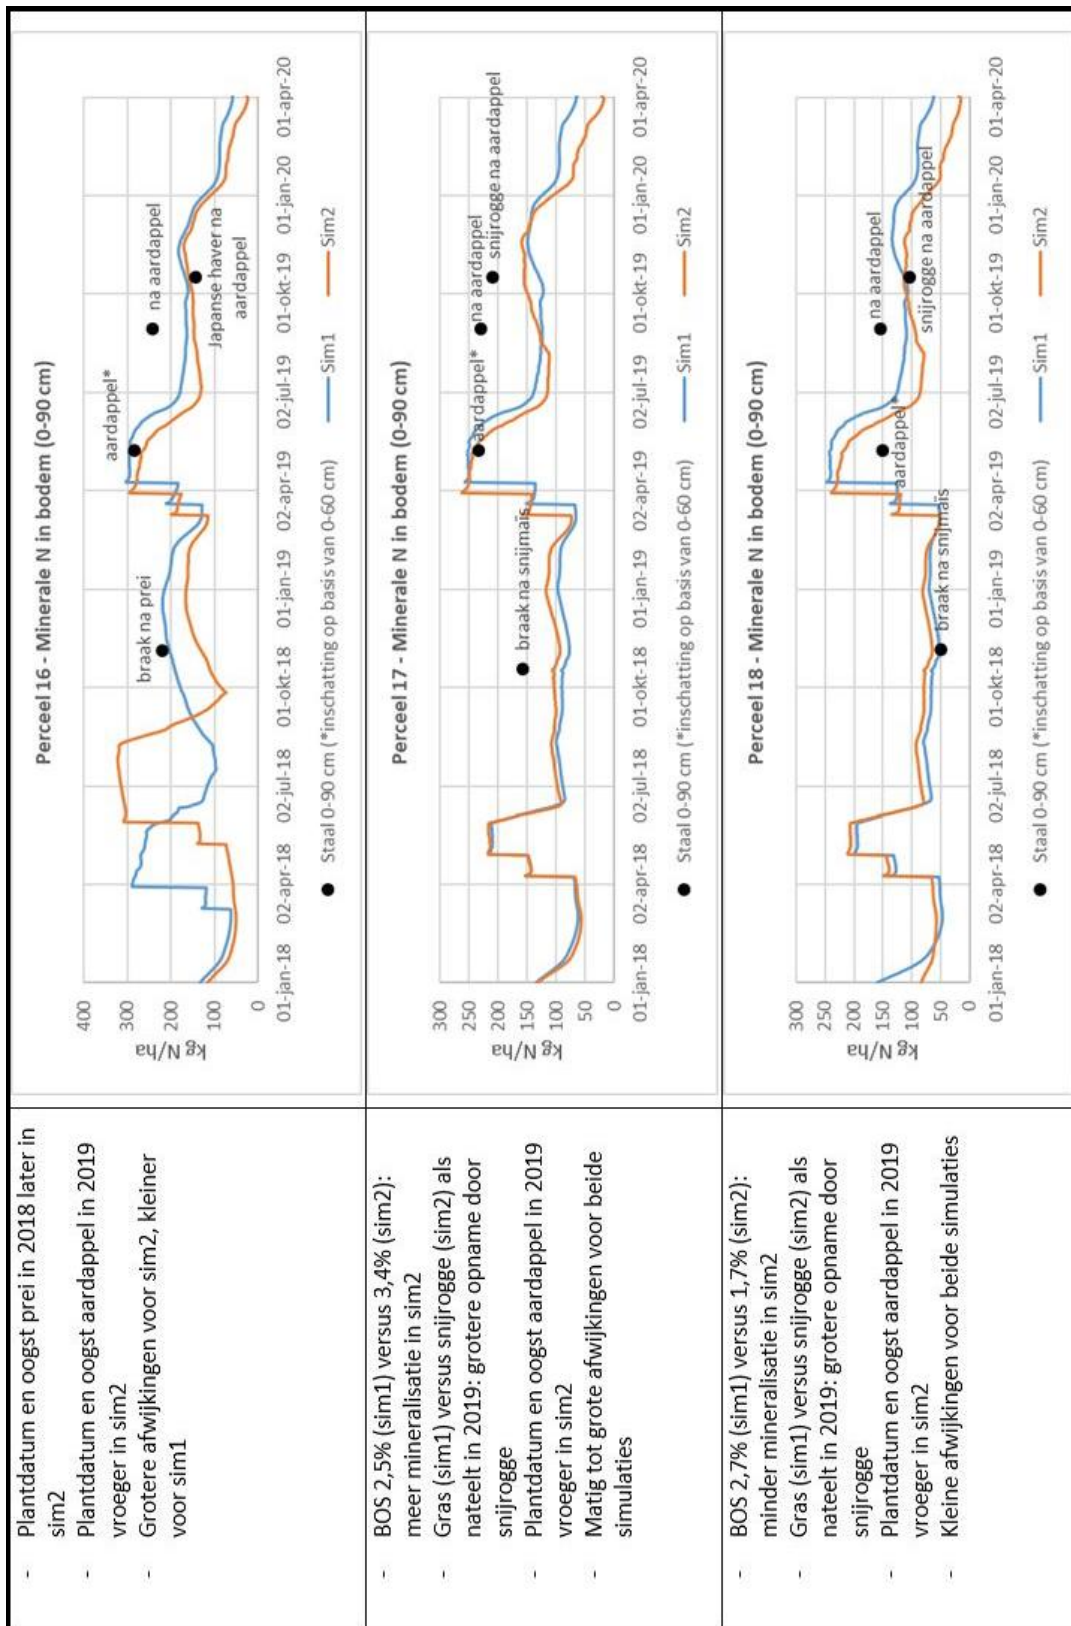 - Plantdatum en oogst prei in 2018 later in
sim2
- Plantdatum en oogst aardappel in 2019
vroeger in sim2
- Grotere afwijkingen voor sim2, kleiner
voor sim1
Perceel 16 - Minerale N in bodem (0-90 cm)
kg N/ha
400
300
200
100
0
braak na prei
aardappel*
na aardappel
Japanse haver na
aardappel
01-jan-18 02-apr-18 02-jul-18 01-okt-18 01-jan-19 02-apr-19 02-jul-19 01-okt-19 01-jan-20 01-apr-20
Staal 0-90 cm (*inschatting op basis van 0-60 cm) Sim1 Sim2
- BOS 2,5% (sim1) versus 3,4% (sim2):
meer mineralisatie in sim2
- Gras (sim1) versus snijrogge (sim2) als
nateelt in 2019: grotere opname door
snijrogge
- Plantdatum en oogst aardappel in 2019
vroeger in sim2
- Matig tot grote afwijkingen voor beide
simulaties
Perceel 17 - Minerale N in bodem (0-90 cm)
kg N/ha
300
250
200
150
100
50
0
braak na snijmaïs
aardappel*
na aardappel
snijrogge na aardappel
01-jan-18 02-apr-18 02-jul-18 01-okt-18 01-jan-19 02-apr-19 02-jul-19 01-okt-19 01-jan-20 01-apr-20
Staal 0-90 cm (*inschatting op basis van 0-60 cm) Sim1 Sim2
- BOS 2,7% (sim1) versus 1,7% (sim2):
minder mineralisatie in sim2
- Gras (sim1) versus snijrogge (sim2) als
nateelt in 2019: grotere opname door
snijrogge
- Plantdatum en oogst aardappel in 2019
vroeger in sim2
- Kleine afwijkingen voor beide simulaties
Perceel 18 - Minerale N in bodem (0-90 cm)
kg N/ha
300
250
200
150
100
50
0
na aardappel
aardappel*
snijrogge na aardappel
braak na snijmaïs
01-jan-18 02-apr-18 02-jul-18 01-okt-18 01-jan-19 02-apr-19 02-jul-19 01-okt-19 01-jan-20 01-apr-20
Staal 0-90 cm (*inschatting op basis van 0-60 cm) Sim1 Sim2